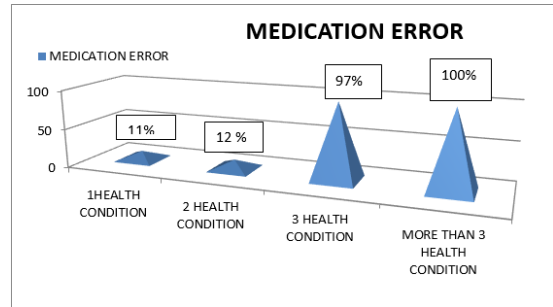 MEDICATION ERROR
MEDICATION ERROR
100
50
0
11%
12 %
97%
100%
1HEALTH
CONDITION
2 HEALTH
CONDITION
3 HEALTH
CONDITION
MORE THAN 3
HEALTH
CONDITION